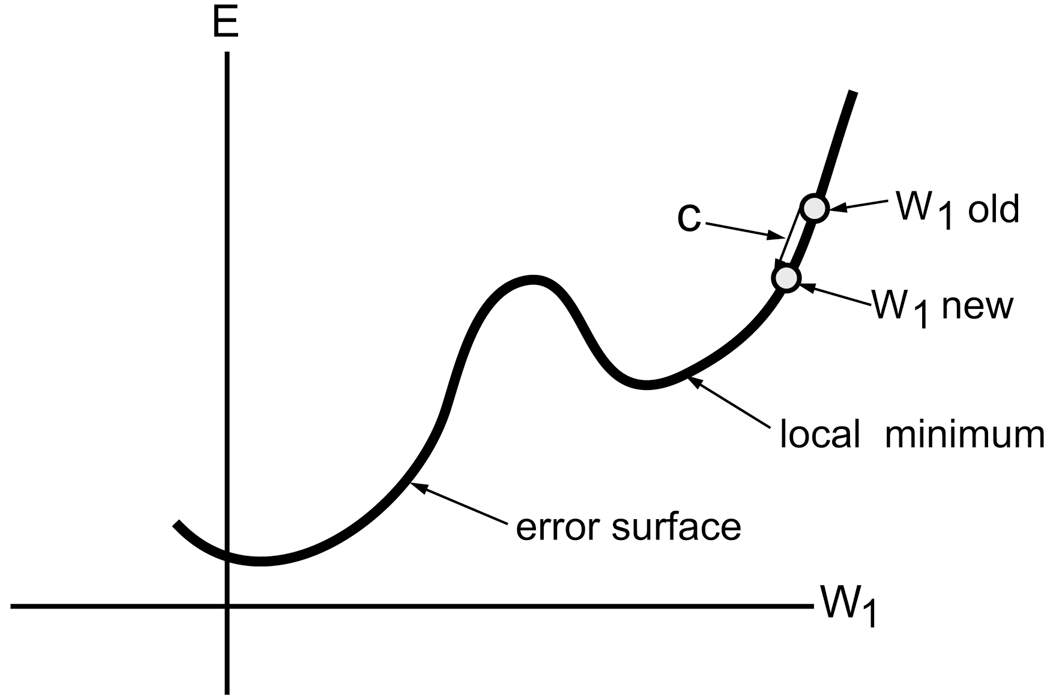 E
W1 old
c
W1 new
local minimum
error surface
W1